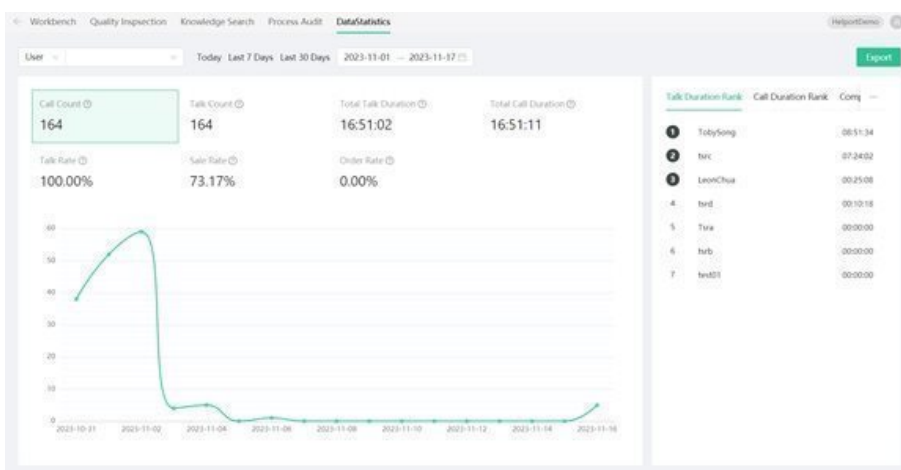 Workbench Quality Inspvection Knowledge Search Process Audit DataStatistics
HelportDemo
User Today Last 7 Days Last 30 Days 2023-11-01 — 2023-11-17 Export
Call Count Talk Count Total Talk Duration Total Call Duration
164 164 16:51:02 16:51:11
Talk Rate Sale Rate Order Rate
100.00% 73.17% 0.00%
60
50
40
30
20
10
0
2023-10-31 2023-11-02 2023-11-04 2023-11-06 2023-11-08 2023-11-10 2023-11-12 2023-11-14 2023-11-16
Talk Duration Rank Call Duration Rank
1 TobySong 08:51:34
2 tsrc 07:24:02
3 LeonChua 00:25:08
4 tsrd 00:10:18
5 Tsra 00:00:00
6 tsrb 00:00:00
7 test01 00:00:00